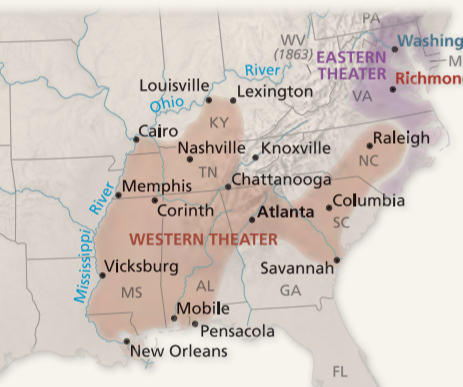 PA
WV
(1863)
Washing
EASTERN
THEATER
M
Richmon
VA
River
Louisville
Lexington
Ohio
KY
Cairo
Nashville
Knoxville
Raleigh
NC
TN
Chattanooga
Memphis
River
Corinth
Atlanta
Columbia
SC
WESTERN THEATER
Mississippi
Vicksburg
Savannah
MS
AL
GA
Mobile
Pensacola
New Orleans
FL